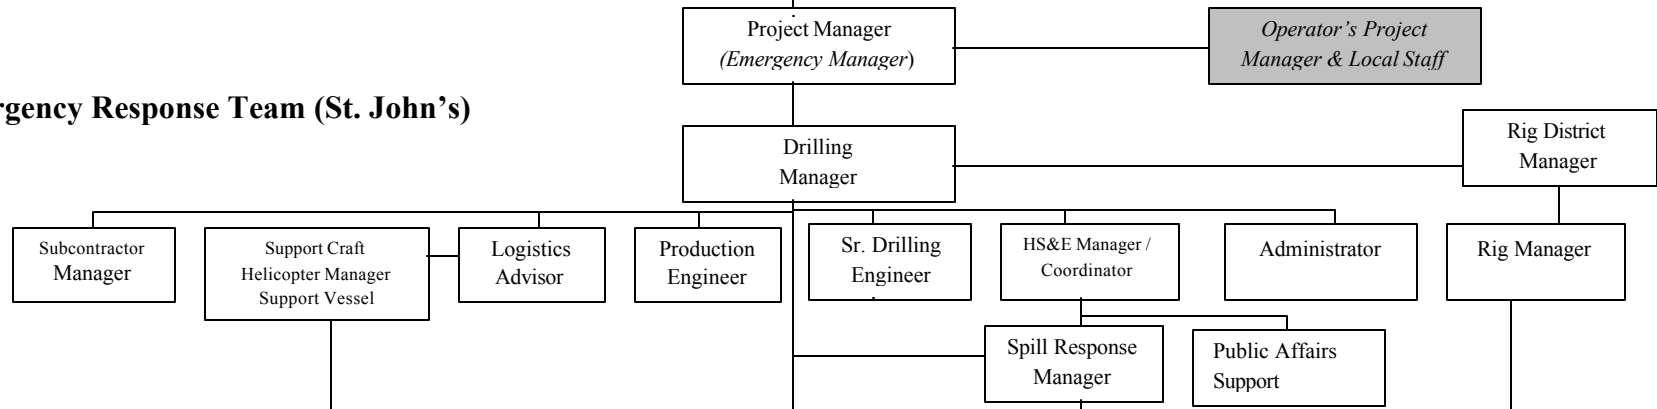 Project Manager
(Emergency Manager)
Operator's Project
Manager & Local Staff
rgency Response Team (St. John's)
Drilling
Manager
Rig District
Manager
Subcontractor
Manager
Support Craft
Helicopter Manager
Support Vessel
Logistics
Advisor
Production
Engineer
Sr. Drilling
Engineer
HS&E Manager /
Coordinator
Administrator
Rig Manager
Spill Response
Manager
Public Affairs
Support